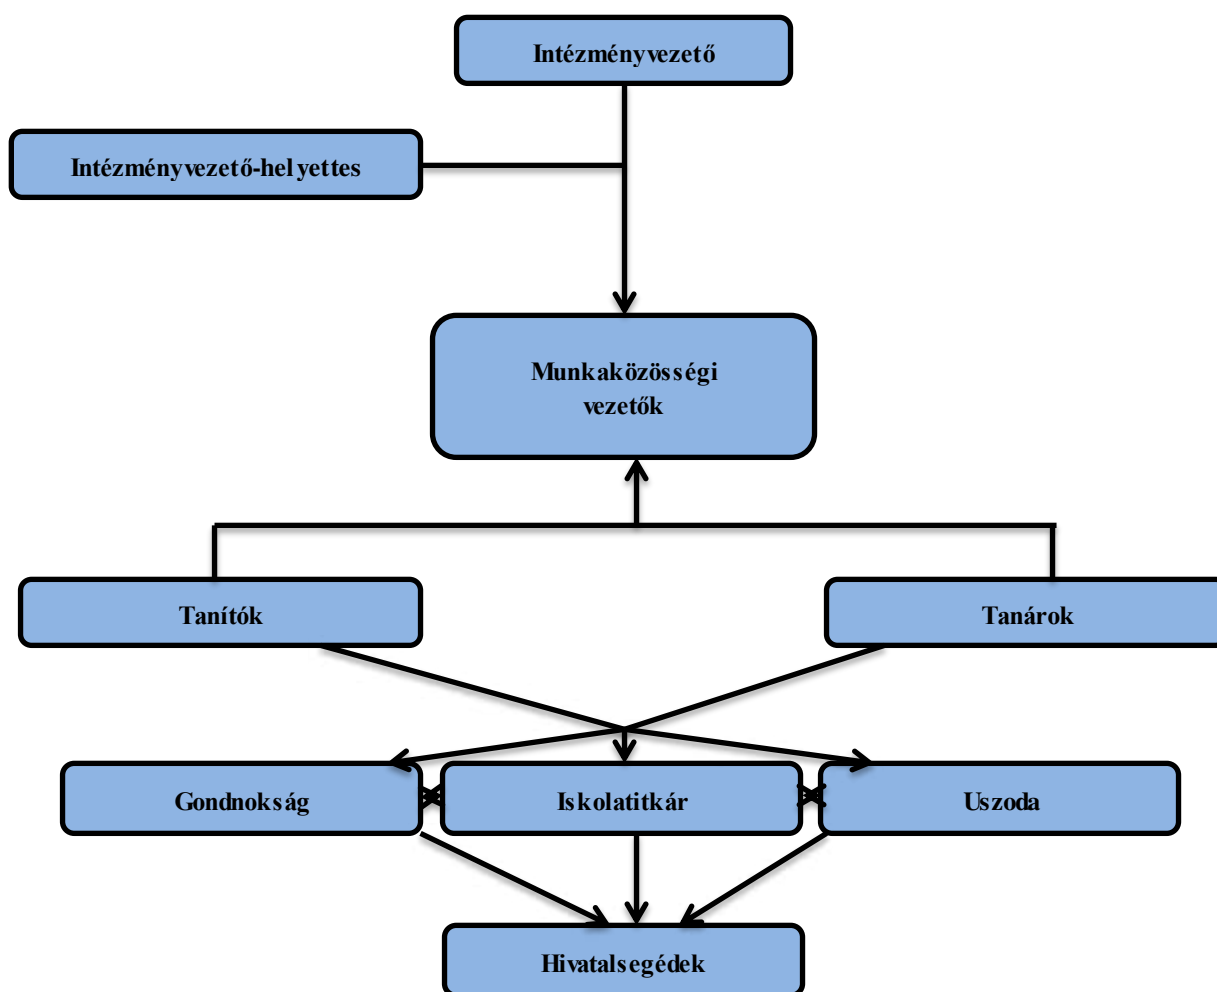 Intézményvezető
Intézményvezető-helyettes
Munkaközösségi
vezetők
Tanítók
Tanárok
Gondnokság
Iskolatitkár
Uszoda
Hivatalsegédek